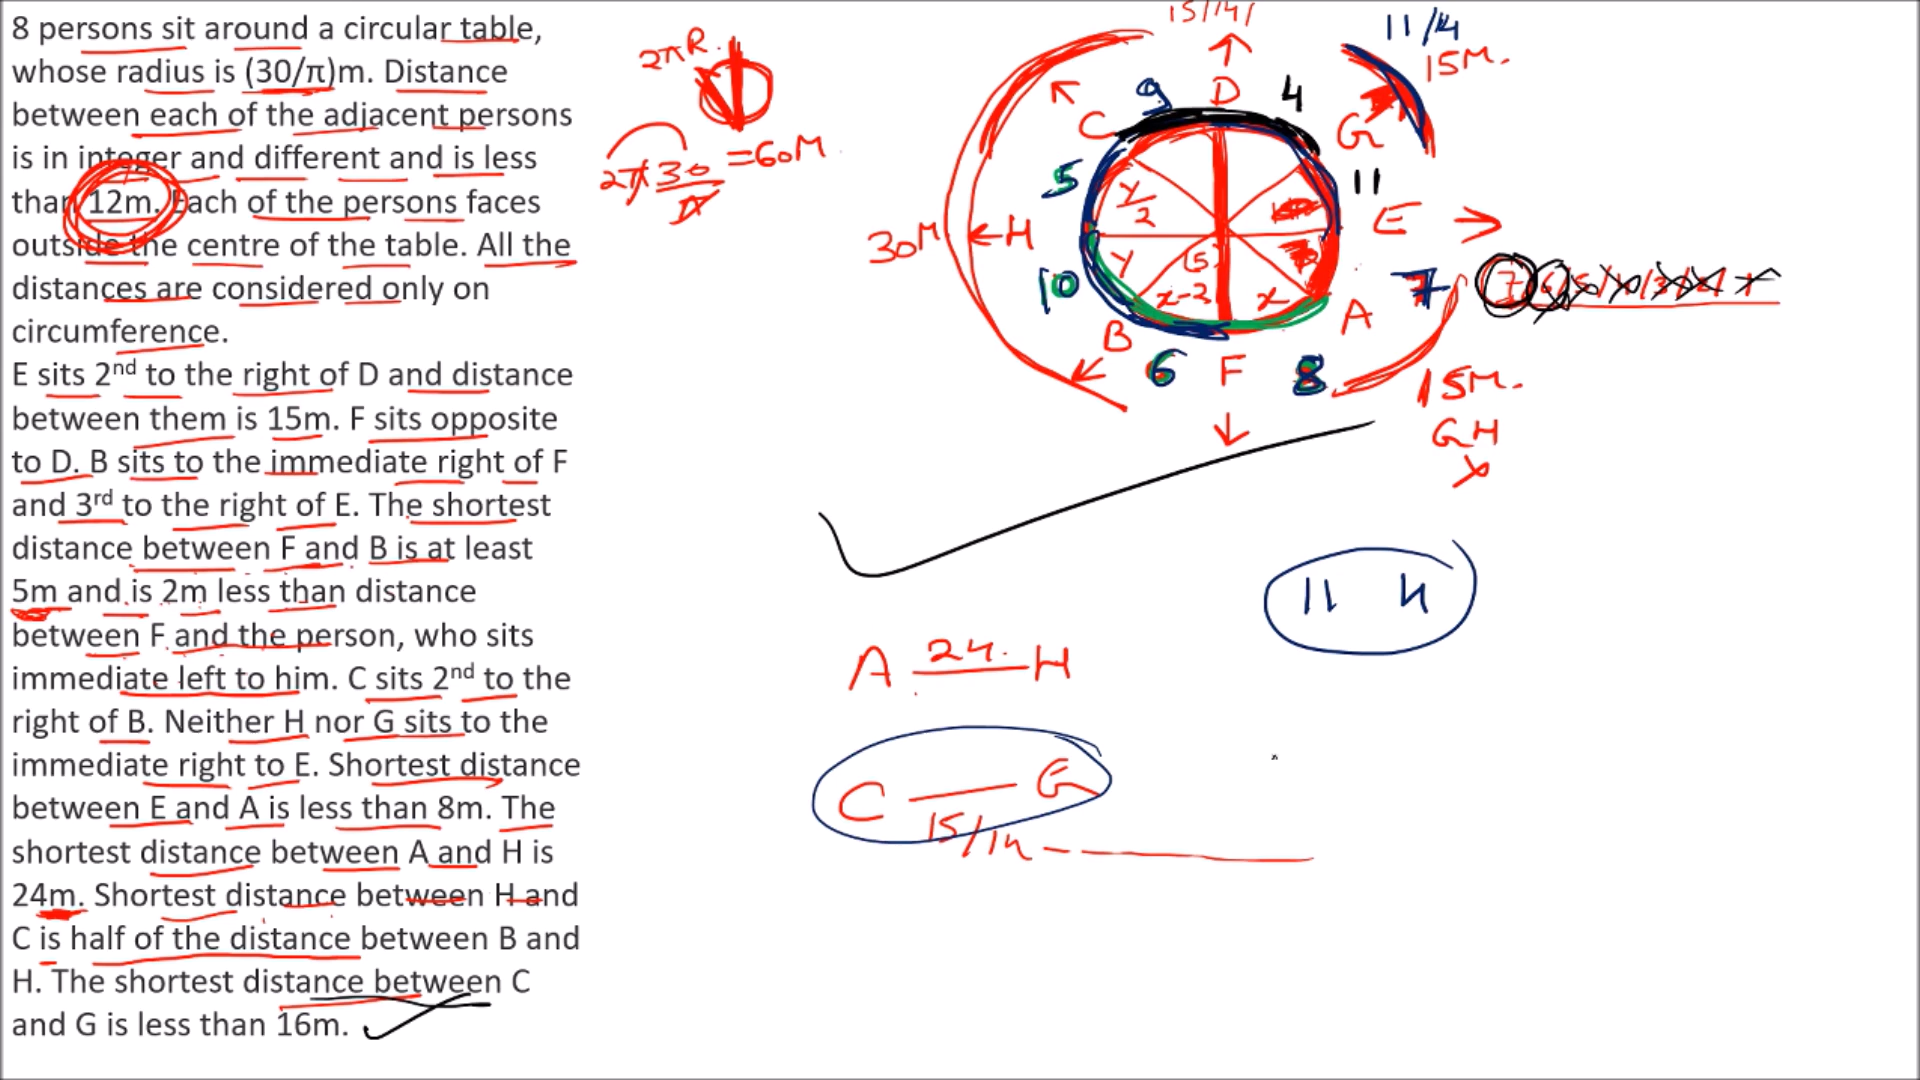 8 persons sit around a circular table,
whose radius is (30/π)m. Distance
between each of the adjacent persons
is in integer and different and is less
than 12m. Each of the persons faces
outside the centre of the table. All the
distances are considered only on
circumference.
E sits 2nd to the right of D and distance
between them is 15m. F sits opposite
to D. B sits to the immediate right of F
and 3rd to the right of E. The shortest
distance between F and B is at least
5m and is 2m less than distance
between F and the person, who sits
immediate left to him. C sits 2nd to the
right of B. Neither H nor G sits to the
immediate right to E. Shortest distance
between E and A is less than 8m. The
shortest distance between A and H is
24m. Shortest distance between H and
C is half of the distance between B and
H. The shortest distance between C
and G is less than 16m.
2πR
2π 30/π = 60M
15/14/
11/4
15M.
9 D 4
C G
5 11
y/2
30M H E
y
10 x-2 x 7
B A
6 F 8
15M.
GH
x
11 4
A 24. H
C G
15/14